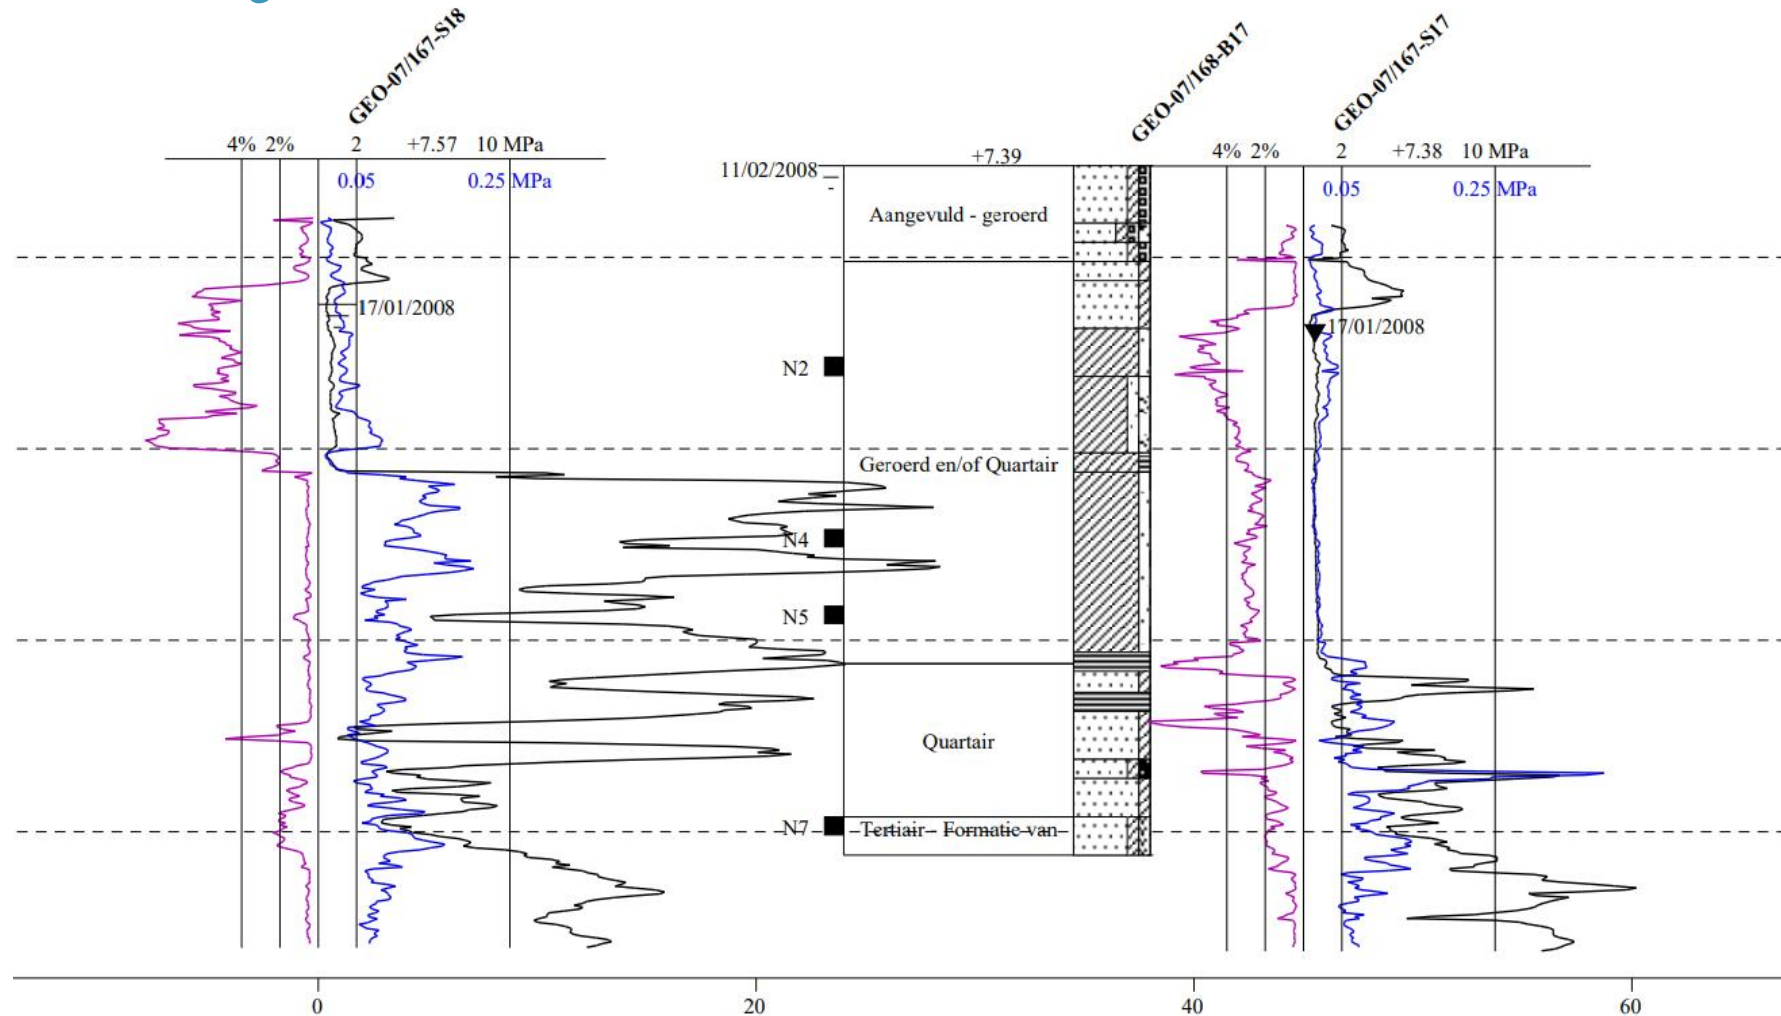 GEO-07/167-S18
GEO-07/168-B17
GEO-07/167-S17
4% 2% 2 +7.57 10 MPa
0.05 0.25 MPa
11/02/2008
+7.39
4% 2% 2 +7.38 10 MPa
0.05 0.25 MPa
Aangevuld - geroerd
17/01/2008
17/01/2008
N2
Geroerd en/of Quartair
N4
N5
Quartair
N7
Tertiair - Formatie van
0 20 40 60